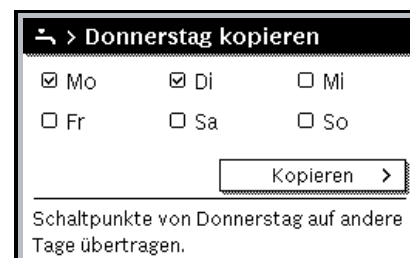 > Donnerstag kopieren
Mo Di Mi
Fr Sa So
Kopieren >
Schaltpunkte von Donnerstag auf andere
Tage übertragen.